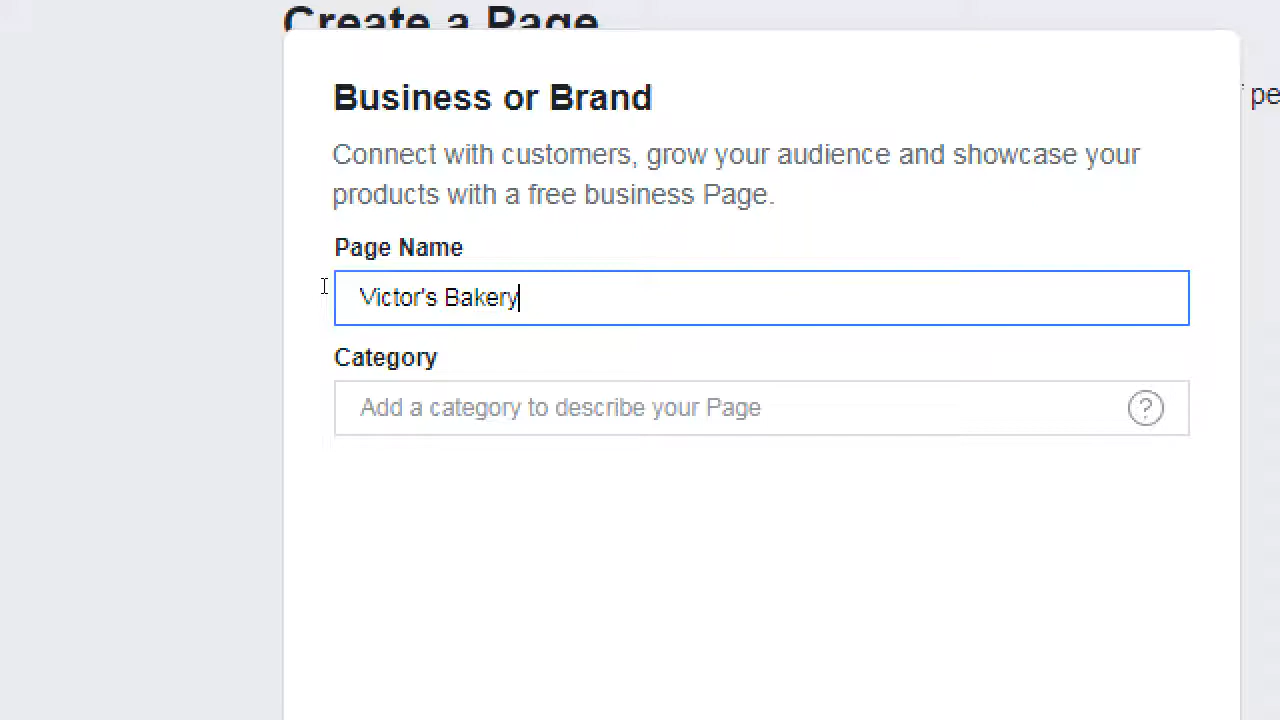 Create a Page
Business or Brand
pe
Connect with customers, grow your audience and showcase your
products with a free business Page.
Page Name
Victor's Bakery
Category
Add a category to describe your Page
?